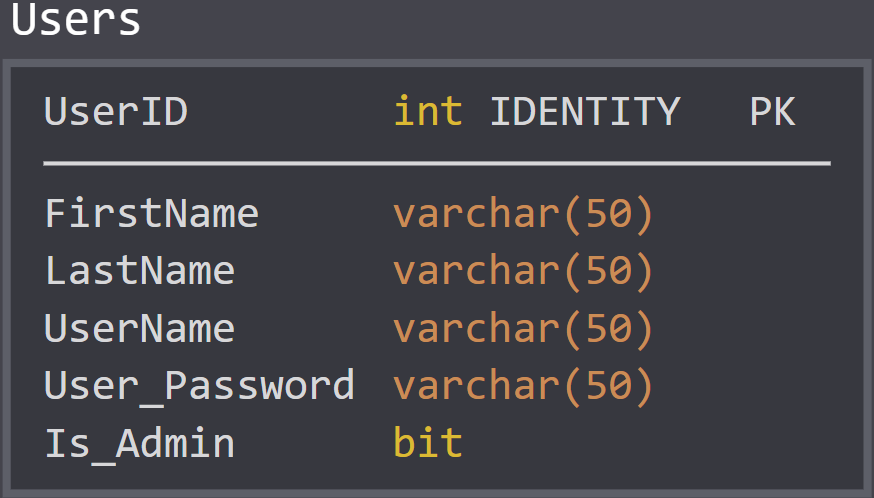 Users
UserID int IDENTITY PK
FirstName varchar(50)
LastName varchar(50)
UserName varchar(50)
User_Password varchar(50)
Is_Admin bit